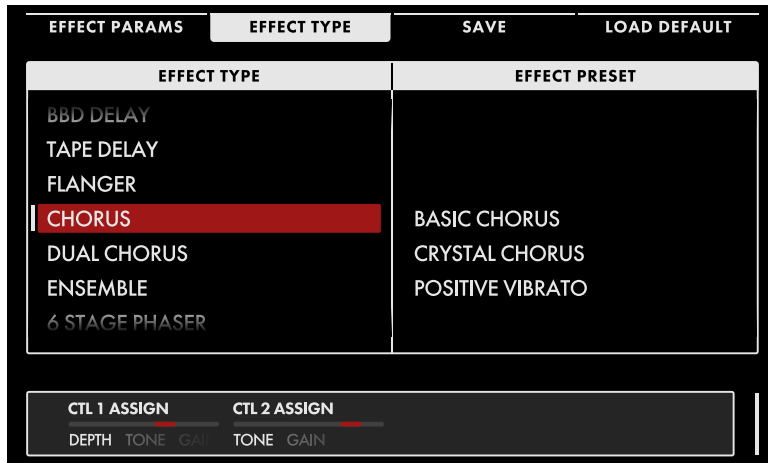 EFFECT PARAMS EFFECT TYPE SAVE LOAD DEFAULT
EFFECT TYPE EFFECT PRESET
BBD DELAY
TAPE DELAY
FLANGER
CHORUS BASIC CHORUS
DUAL CHORUS CRYSTAL CHORUS
ENSEMBLE POSITIVE VIBRATO
6 STAGE PHASER
CTL 1 ASSIGN CTL 2 ASSIGN
DEPTH TONE GAIN TONE GAIN